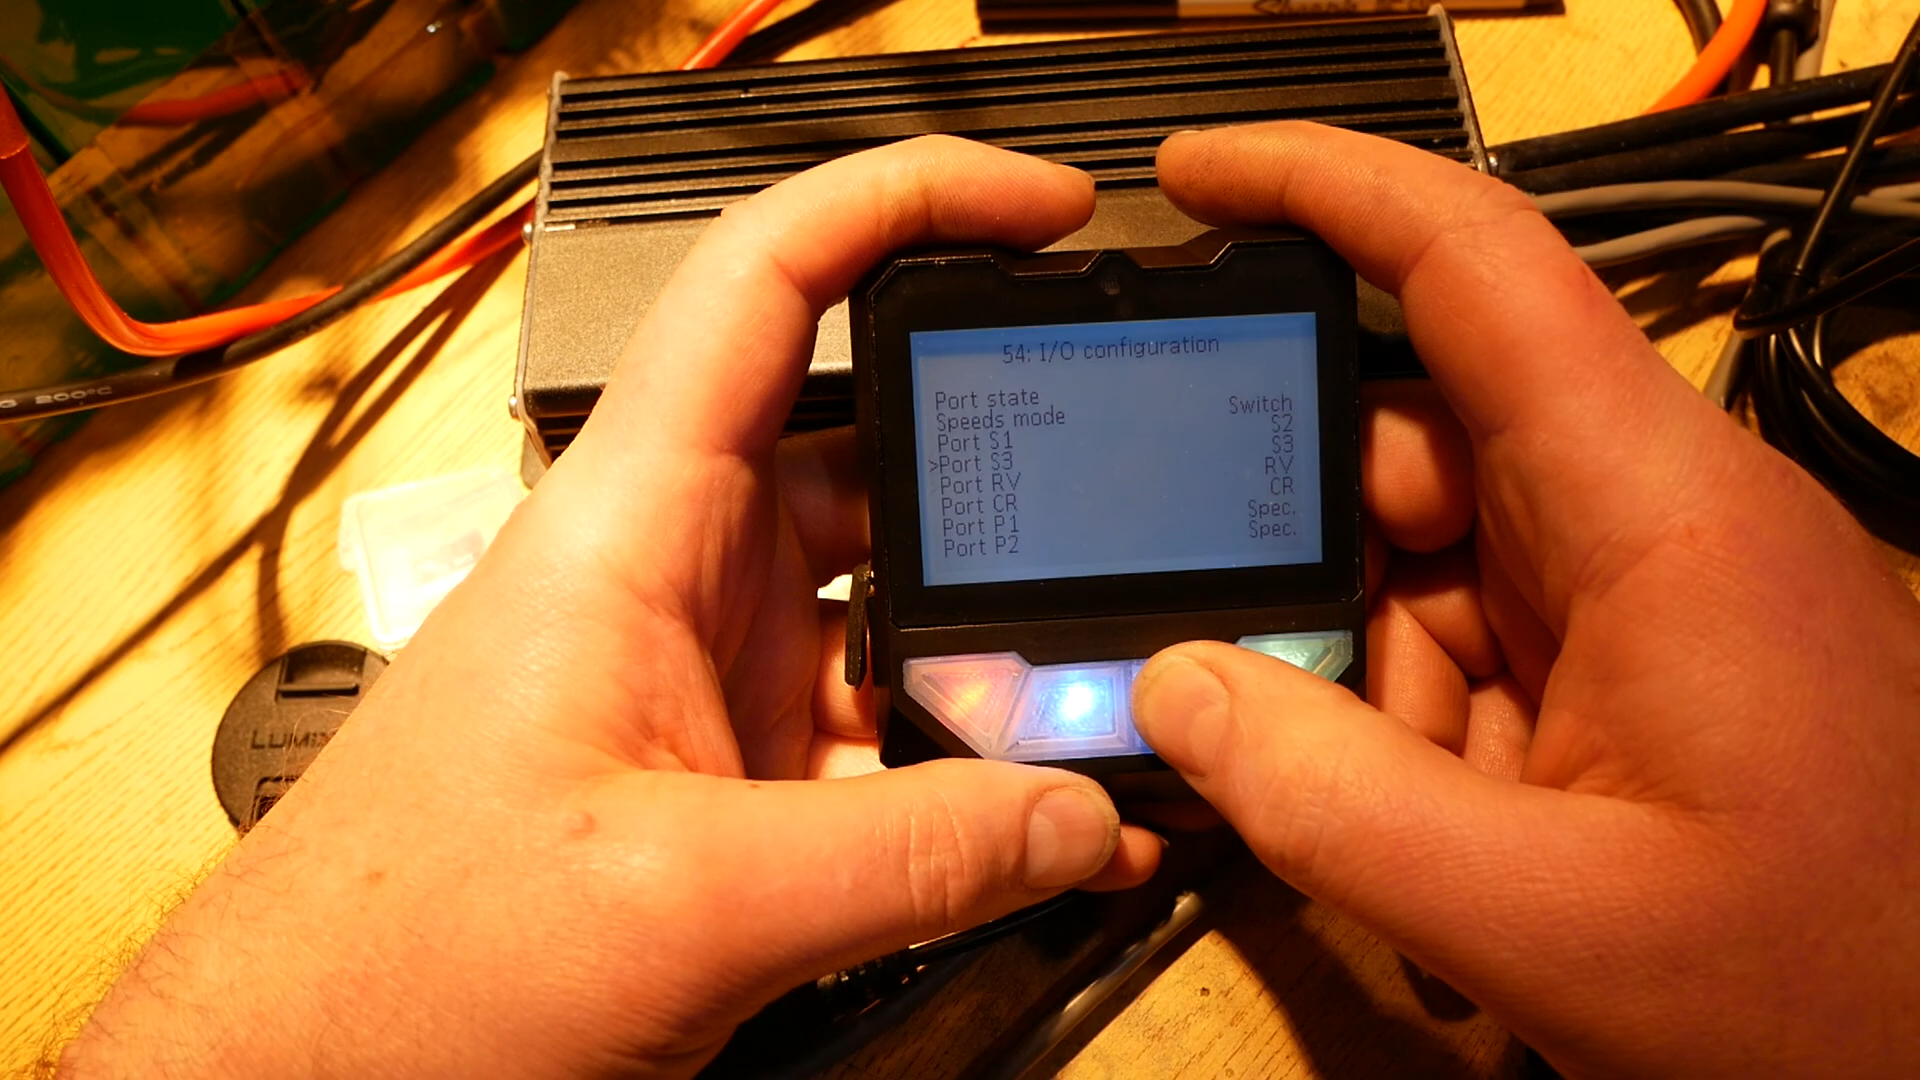 54: I/O configuration
Port state
Speeds mode Switch
Port S1 S2
>Port S3 S3
Port RV RV
Port CR CR
Port P1 Spec.
Port P2 Spec.
G 200°C
LUMIX